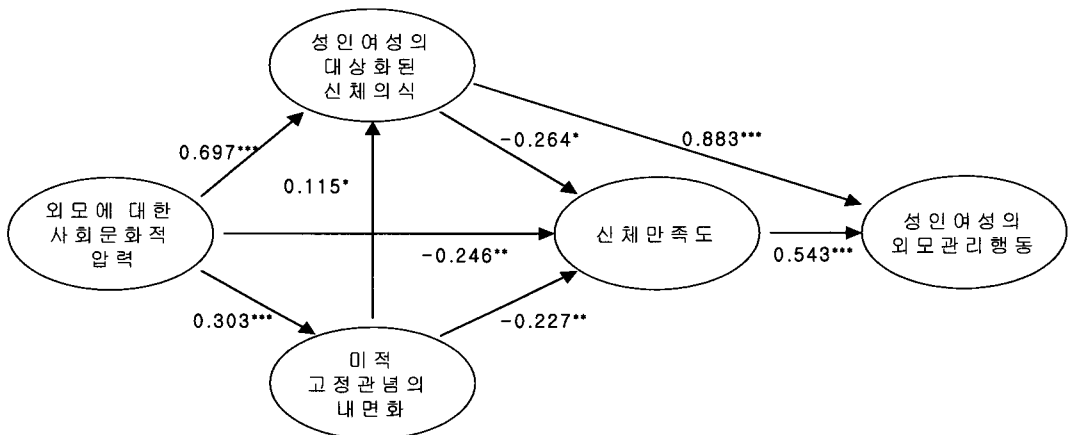 성인여성의
대상화된
신체의식
0.697***
-0.264*
0.883***
0.115*
외모에 대한
사회문화적
압력
신체만족도
성인여성의
외모관리행동
-0.246**
0.543***
0.303***
-0.227**
미적
고정관념의
내면화